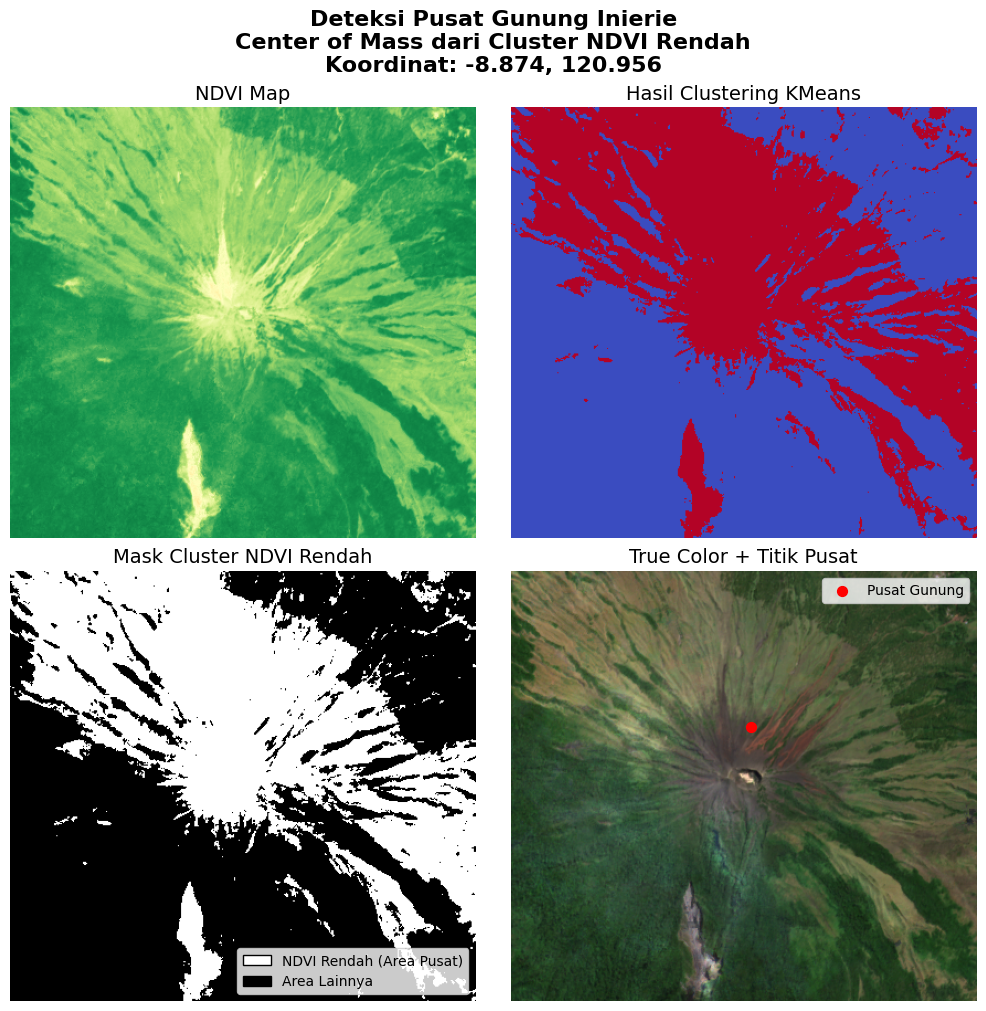 Deteksi Pusat Gunung Inierie
Center of Mass dari Cluster NDVI Rendah
Koordinat: -8.874, 120.956
NDVI Map
Hasil Clustering KMeans
Mask Cluster NDVI Rendah
NDVI Rendah (Area Pusat)
Area Lainnya
True Color + Titik Pusat
Pusat Gunung